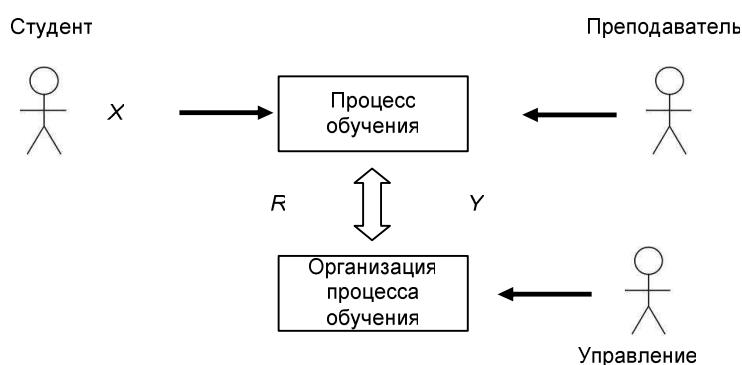 Студент
Преподаватель
X
Процесс
обучения
R
Y
Организация
процесса
обучения
Управление